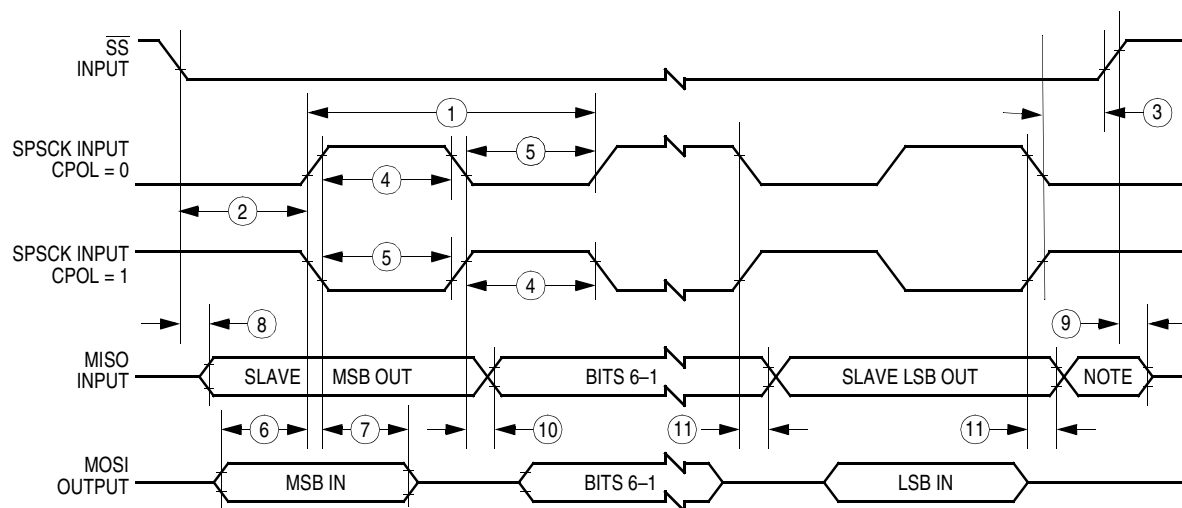 SS
INPUT
1
3
SPSCK INPUT
CPOL = 0
5
4
2
SPSCK INPUT
CPOL = 1
5
4
8
9
MISO
INPUT
SLAVE
MSB OUT
BITS 6–1
SLAVE LSB OUT
NOTE
6
7
10
11
11
MOSI
OUTPUT
MSB IN
BITS 6–1
LSB IN